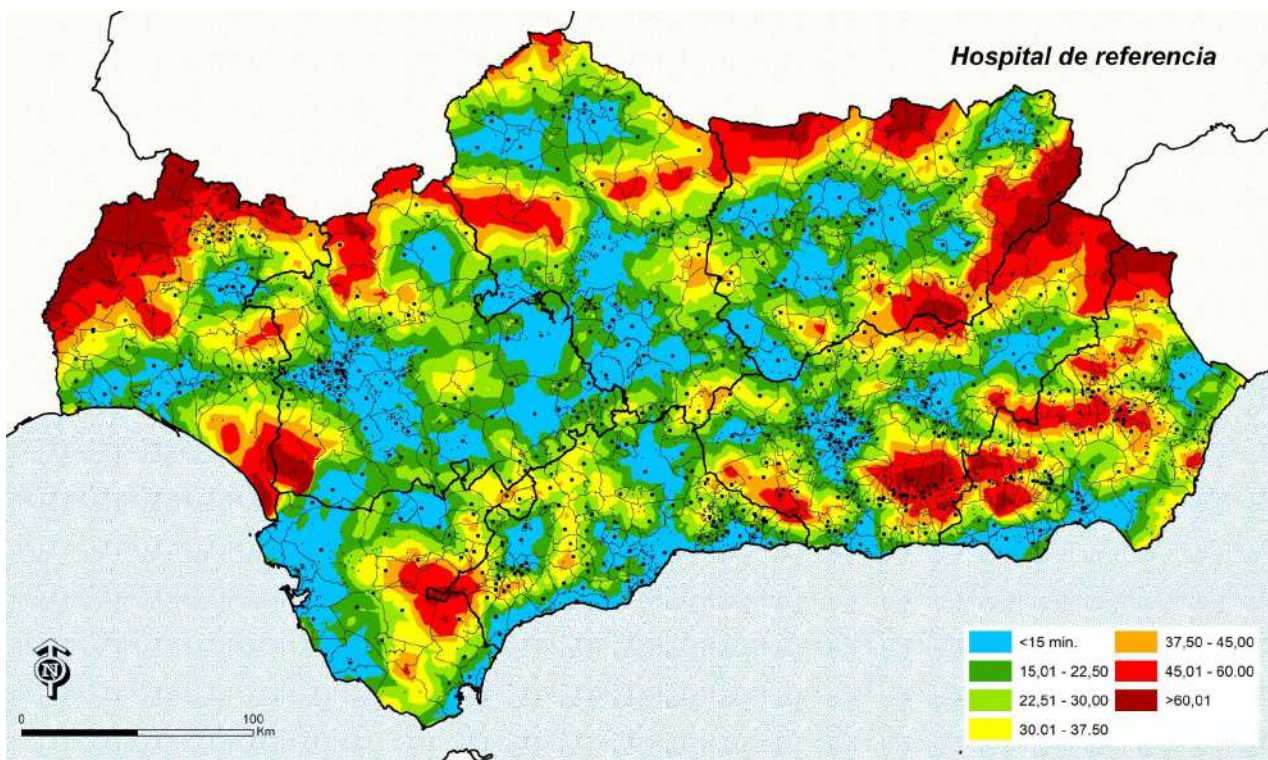 Hospital de referencia
<15 min.
15,01 - 22,50
22,51 - 30,00
30.01 - 37.50
37,50 - 45,00
45,01 - 60.00
>60,01
N
0
100
Km